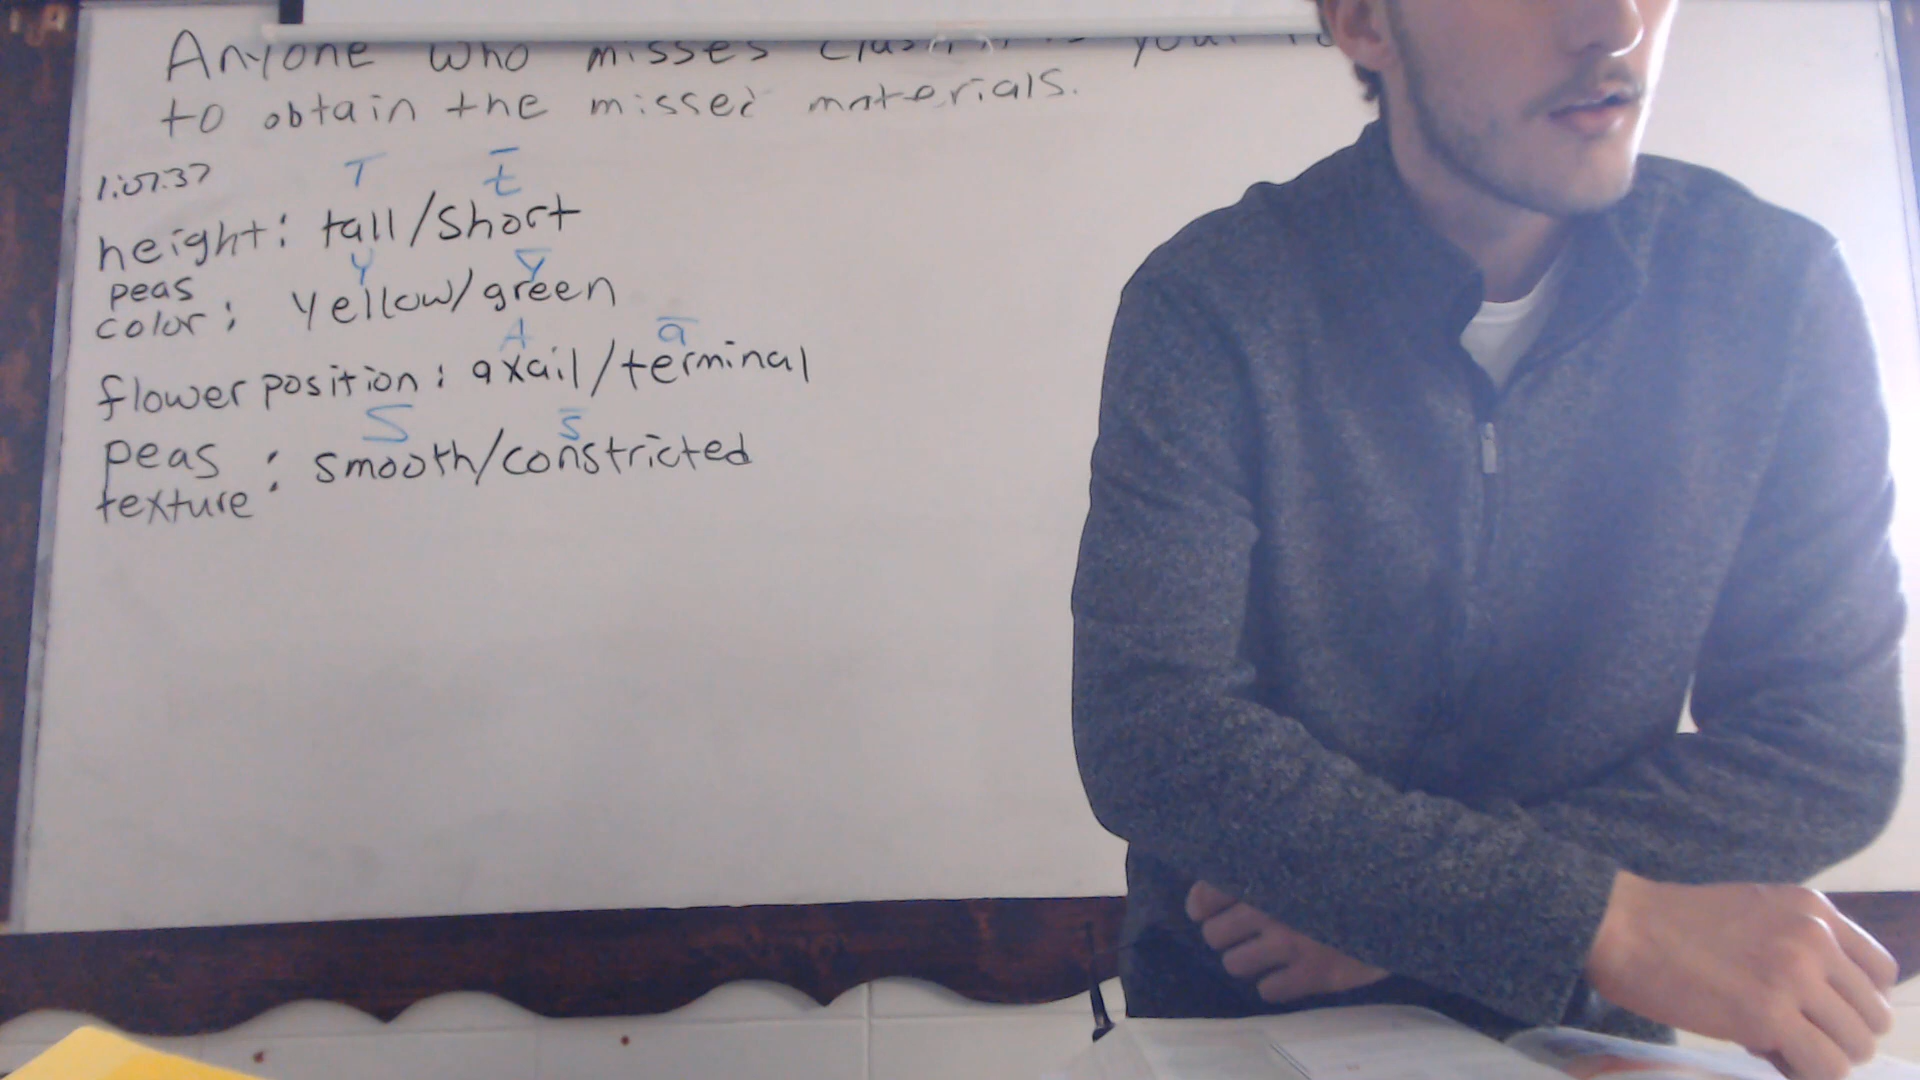 Anyone who misses your
to obtain the missed materials.
1:07.37
T t̅
height: tall/short
Y y̅
peas
color: yellow/green
A a̅
flower position: axail/terminal
S s̅
peas
texture: smooth/constricted